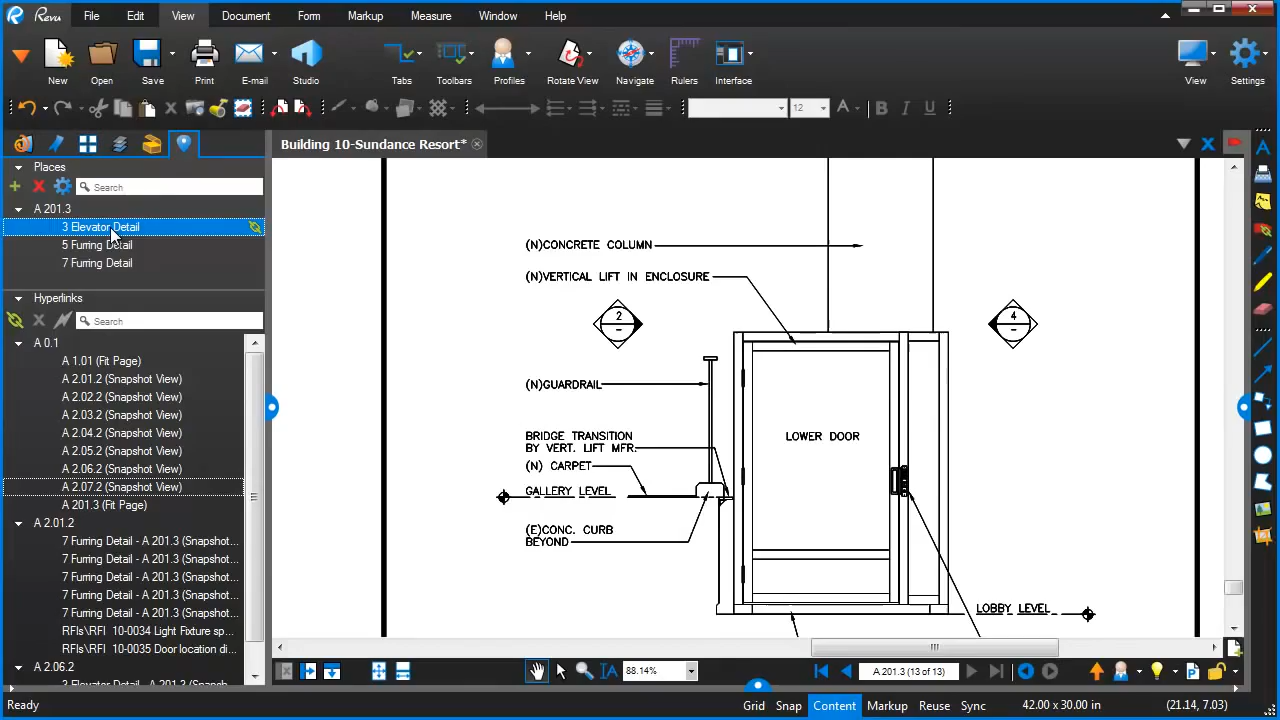 Revu File Edit View Document Form Markup Measure Window Help
New Open Save Print E-mail Studio Tabs Toolbars Profiles Rotate View Navigate Rulers Interface View Settings
12 A B I U
Building 10-Sundance Resort*
Places
Search
A 201.3
3 Elevator Detail
5 Furring Detail
7 Furring Detail
Hyperlinks
Search
A 0.1
A 1.01 (Fit Page)
A 2.01.2 (Snapshot View)
A 2.02.2 (Snapshot View)
A 2.03.2 (Snapshot View)
A 2.04.2 (Snapshot View)
A 2.05.2 (Snapshot View)
A 2.06.2 (Snapshot View)
A 2.07.2 (Snapshot View)
A 201.3 (Fit Page)
A 2.01.2
7 Furring Detail - A 201.3 (Snapshot...
7 Furring Detail - A 201.3 (Snapshot...
7 Furring Detail - A 201.3 (Snapshot...
7 Furring Detail - A 201.3 (Snapshot...
7 Furring Detail - A 201.3 (Snapshot...
RFIs\RFI 10-0034 Light Fixture sp...
RFIs\RFI 10-0035 Door location di...
A 2.06.2
3 Elevator Detail - A 201.3 (Snapshot...
(N)CONCRETE COLUMN
(N)VERTICAL LIFT IN ENCLOSURE
2
–
4
–
(N)GUARDRAIL
BRIDGE TRANSITION
BY VERT. LIFT MFR.
(N) CARPET
GALLERY LEVEL
(E)CONC. CURB
BEYOND
LOWER DOOR
LOBBY LEVEL
88.14%
A 201.3 (13 of 13)
Ready
Grid Snap Content Markup Reuse Sync 42.00 x 30.00 in (21.14, 7.03)